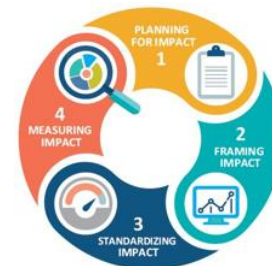 PLANNING
FOR IMPACT
1
2
FRAMING
IMPACT
3
STANDARDIZING
IMPACT
4
MEASURING
IMPACT